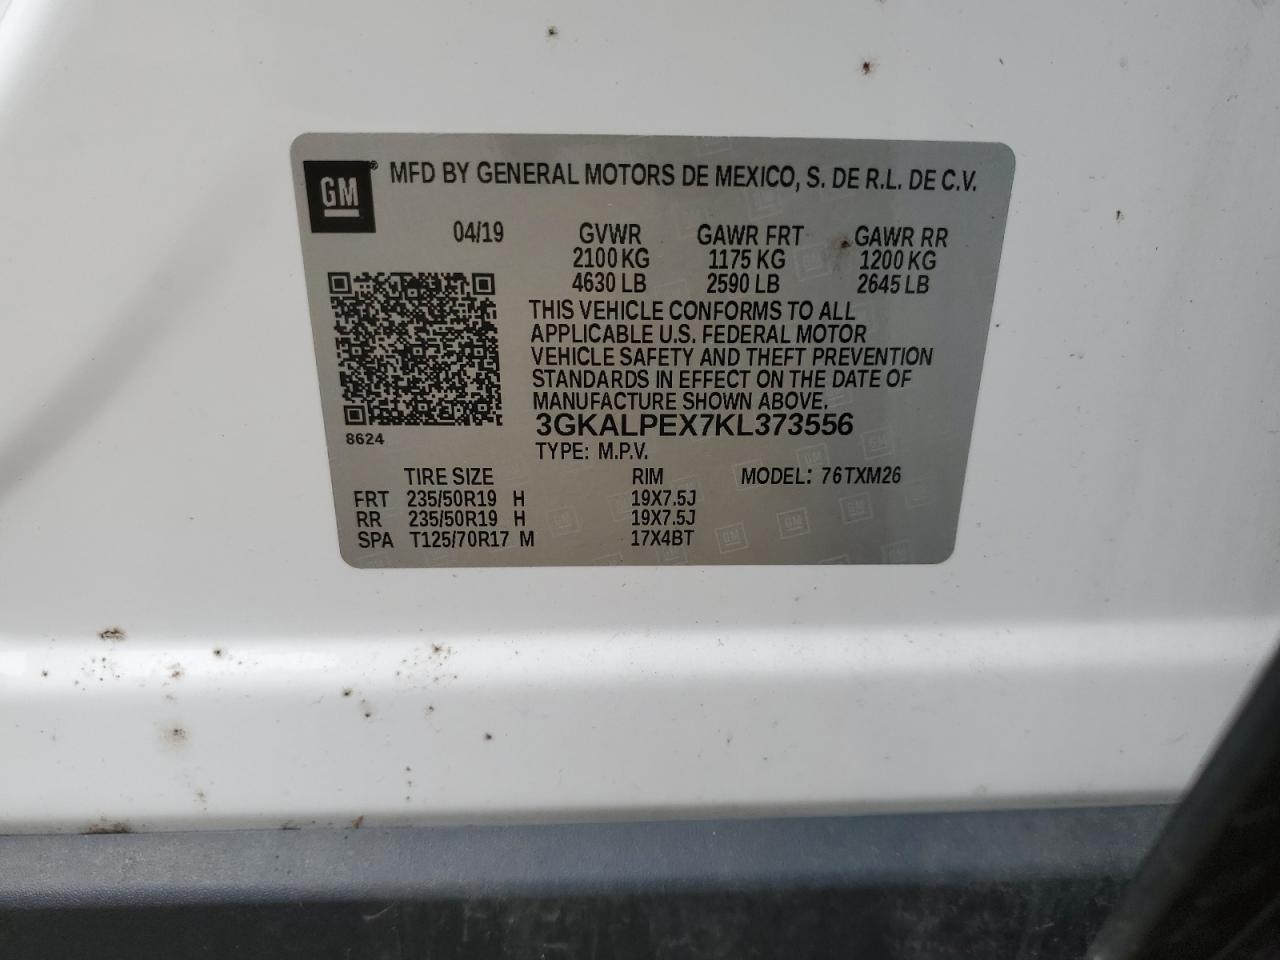 GM® MFD BY GENERAL MOTORS DE MEXICO, S. DE R.L. DE C.V.
04/19 GVWR GAWR FRT GAWR RR
2100 KG 1175 KG 1200 KG
4630 LB 2590 LB 2645 LB
THIS VEHICLE CONFORMS TO ALL
APPLICABLE U.S. FEDERAL MOTOR
VEHICLE SAFETY AND THEFT PREVENTION
STANDARDS IN EFFECT ON THE DATE OF
MANUFACTURE SHOWN ABOVE.
3GKALPEX7KL373556
8624
TYPE: M.P.V.
TIRE SIZE RIM MODEL: 76TXM26
FRT 235/50R19 H 19X7.5J
RR 235/50R19 H 19X7.5J
SPA T125/70R17 M 17X4BT